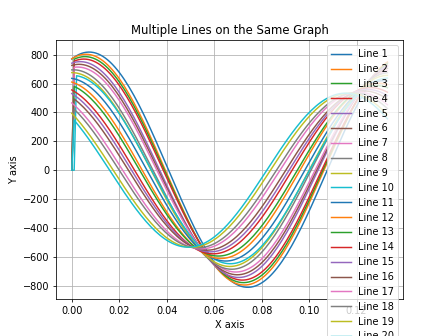 Multiple Lines on the Same Graph
800
600
400
200
0
−200
−400
−600
−800
Y axis
0.00
0.02
0.04
0.06
0.08
0.10
X axis
Line 1
Line 2
Line 3
Line 4
Line 5
Line 6
Line 7
Line 8
Line 9
Line 10
Line 11
Line 12
Line 13
Line 14
Line 15
Line 16
Line 17
Line 18
Line 19
Line 20